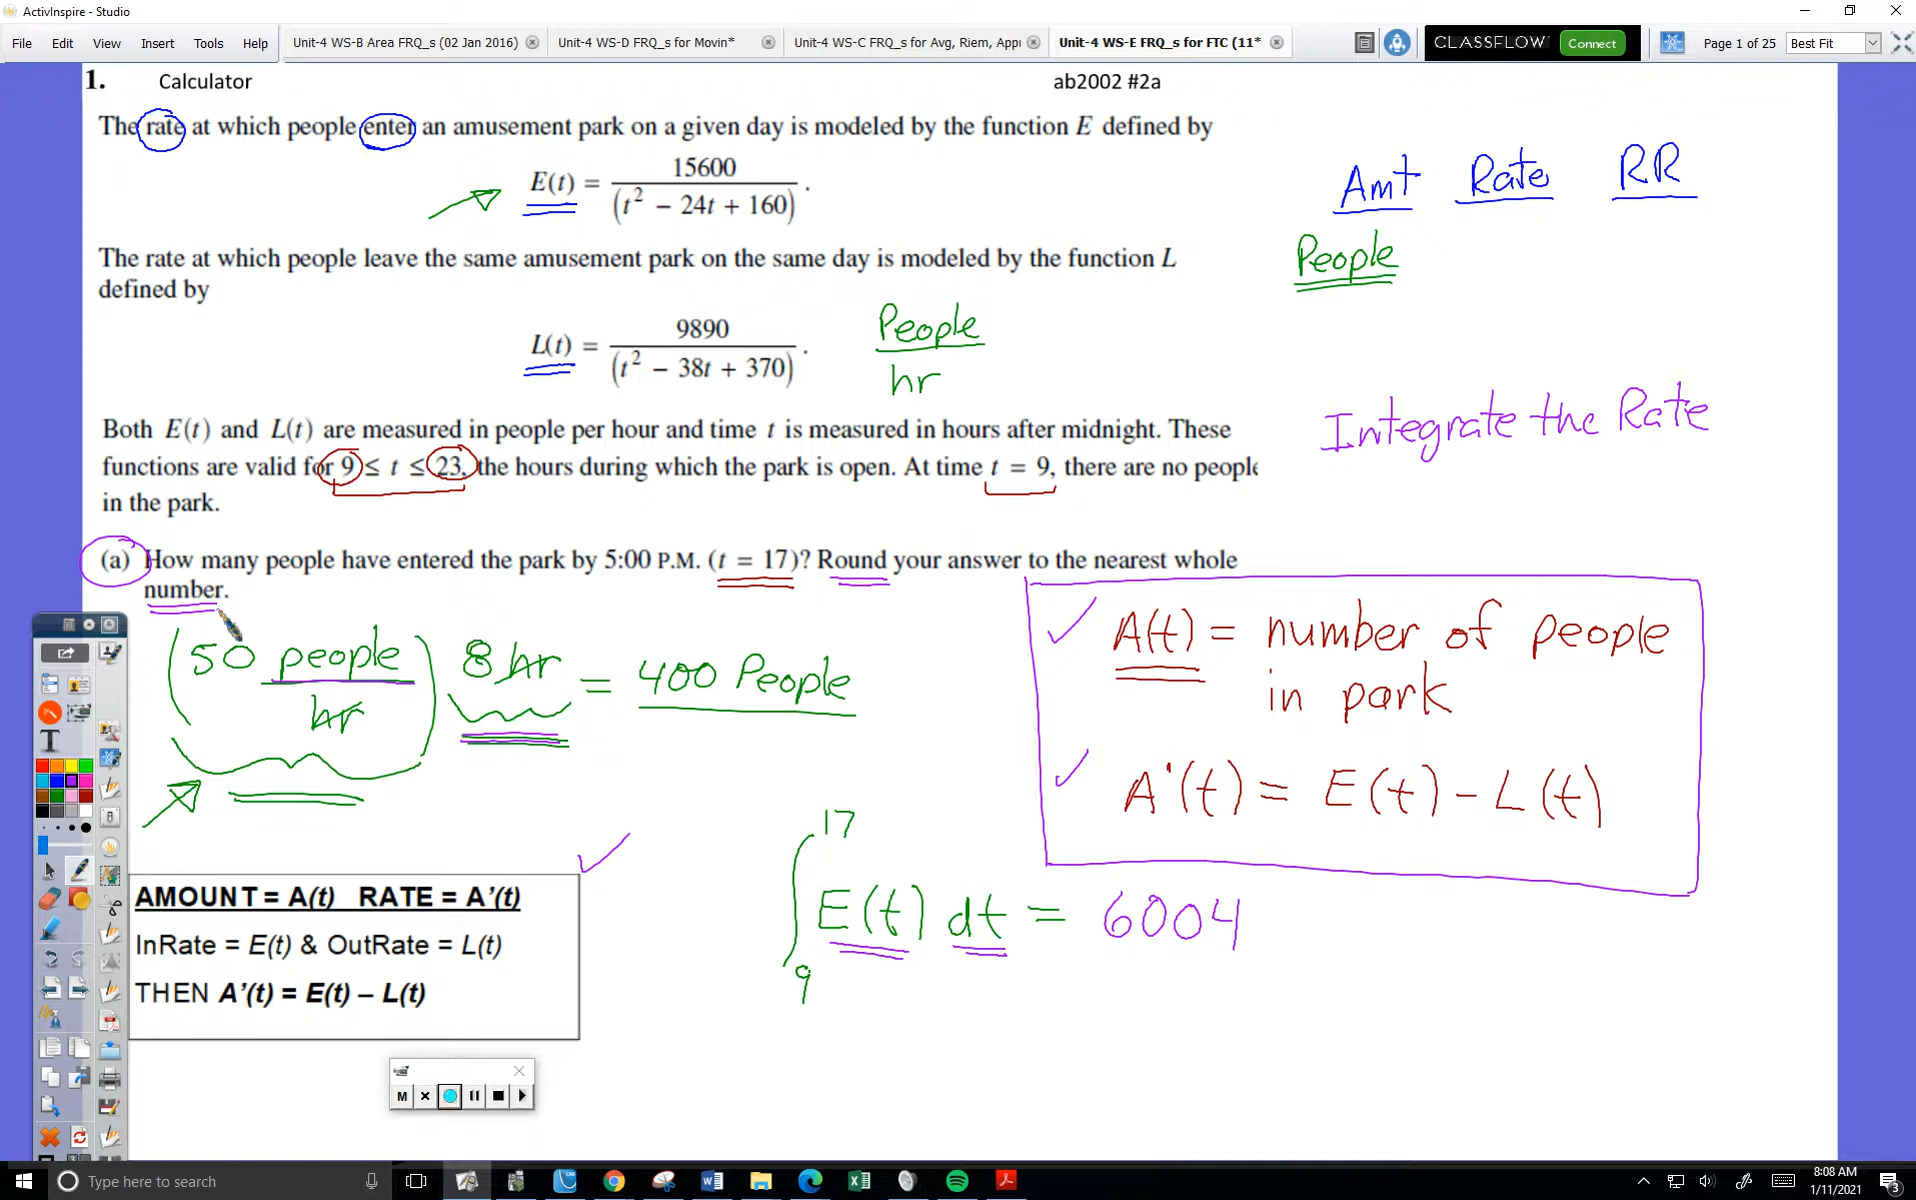 ActivInspire - Studio
File Edit View Insert Tools Help
Unit-4 WS-B Area FRQ_s (02 Jan 2016)
Unit-4 WS-D FRQ_s for Movin*
Unit-4 WS-C FRQ_s for Avg, Riem, Appr
Unit-4 WS-E FRQ_s for FTC (11*
CLASSFLOW Connect
Page 1 of 25 Best Fit
1. Calculator ab2002 #2a
The rate at which people enter an amusement park on a given day is modeled by the function E defined by
E(t) = 15600 / (t² − 24t + 160) .
Amt Rate RR
People
The rate at which people leave the same amusement park on the same day is modeled by the function L
defined by
L(t) = 9890 / (t² − 38t + 370) .
People
hr
Integrate the Rate
Both E(t) and L(t) are measured in people per hour and time t is measured in hours after midnight. These
functions are valid for 9 ≤ t ≤ 23, the hours during which the park is open. At time t = 9, there are no people
in the park.
(a) How many people have entered the park by 5:00 P.M. (t = 17)? Round your answer to the nearest whole
number.
(50 people / hr) 8 hr = 400 People
A(t) = number of people
in park
A'(t) = E(t) − L(t)
∫₉¹⁷ E(t) dt = 6004
AMOUNT = A(t) RATE = A’(t)
InRate = E(t) & OutRate = L(t)
THEN A’(t) = E(t) – L(t)
T
M
Type here to search
8:08 AM
1/11/2021
3